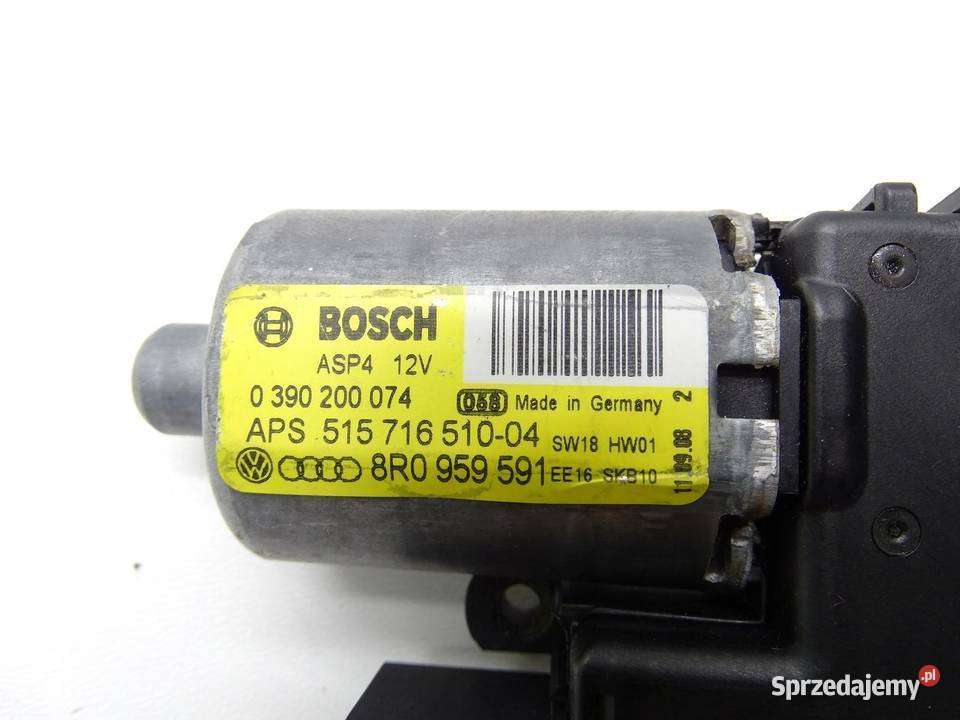 BOSCH
ASP4 12V
0 390 200 074 Made in Germany
APS 515 716 510-04 SW18 HW01
8R0 959 591 EE16 SKB10
11.09.08 2
Sprzedajemy.pl